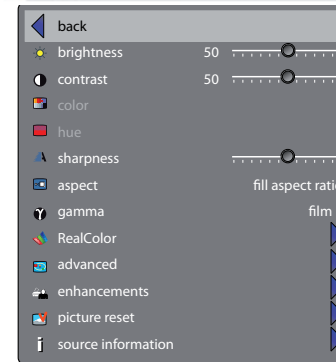 back
brightness 50
contrast 50
color
hue
sharpness
aspect fill aspect ratio
gamma film
RealColor
advanced
enhancements
picture reset
source information